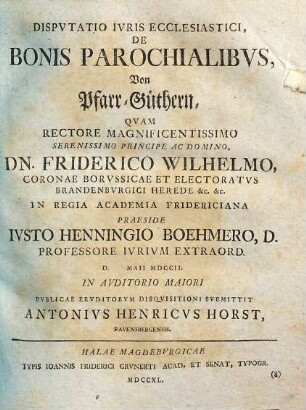 DISPVTATIO IVRIS ECCLESIASTICI,
DE
BONIS PAROCHIALIBVS,
Von
Pfarr-Güthern,
QVAM
RECTORE MAGNIFICENTISSIMO
SERENISSIMO PRINCIPE AC DOMINO,
DN. FRIDERICO WILHELMO,
CORONAE BORVSSICAE ET ELECTORATVS
BRANDENBVRGICI HEREDE &c. &c.
IN REGIA ACADEMIA FRIDERICIANA
PRAESIDE
IVSTO HENNINGIO BOEHMERO, D.
PROFESSORE IVRIVM EXTRAORD.
D. MAII MDCCII.
IN AVDITORIO MAIORI
PVBLICAE ERVDITORVM DISQVISITIONI SVBMITTIT
ANTONIVS HENRICVS HORST,
RAVENSBERGENSIS.
HALAE MAGDEBVRGICAE
TYPIS IOANNIS FRIDERICI GRVNERTI ACAD. ET SENAT. TYPOGR.
MDCCXL.
(a)